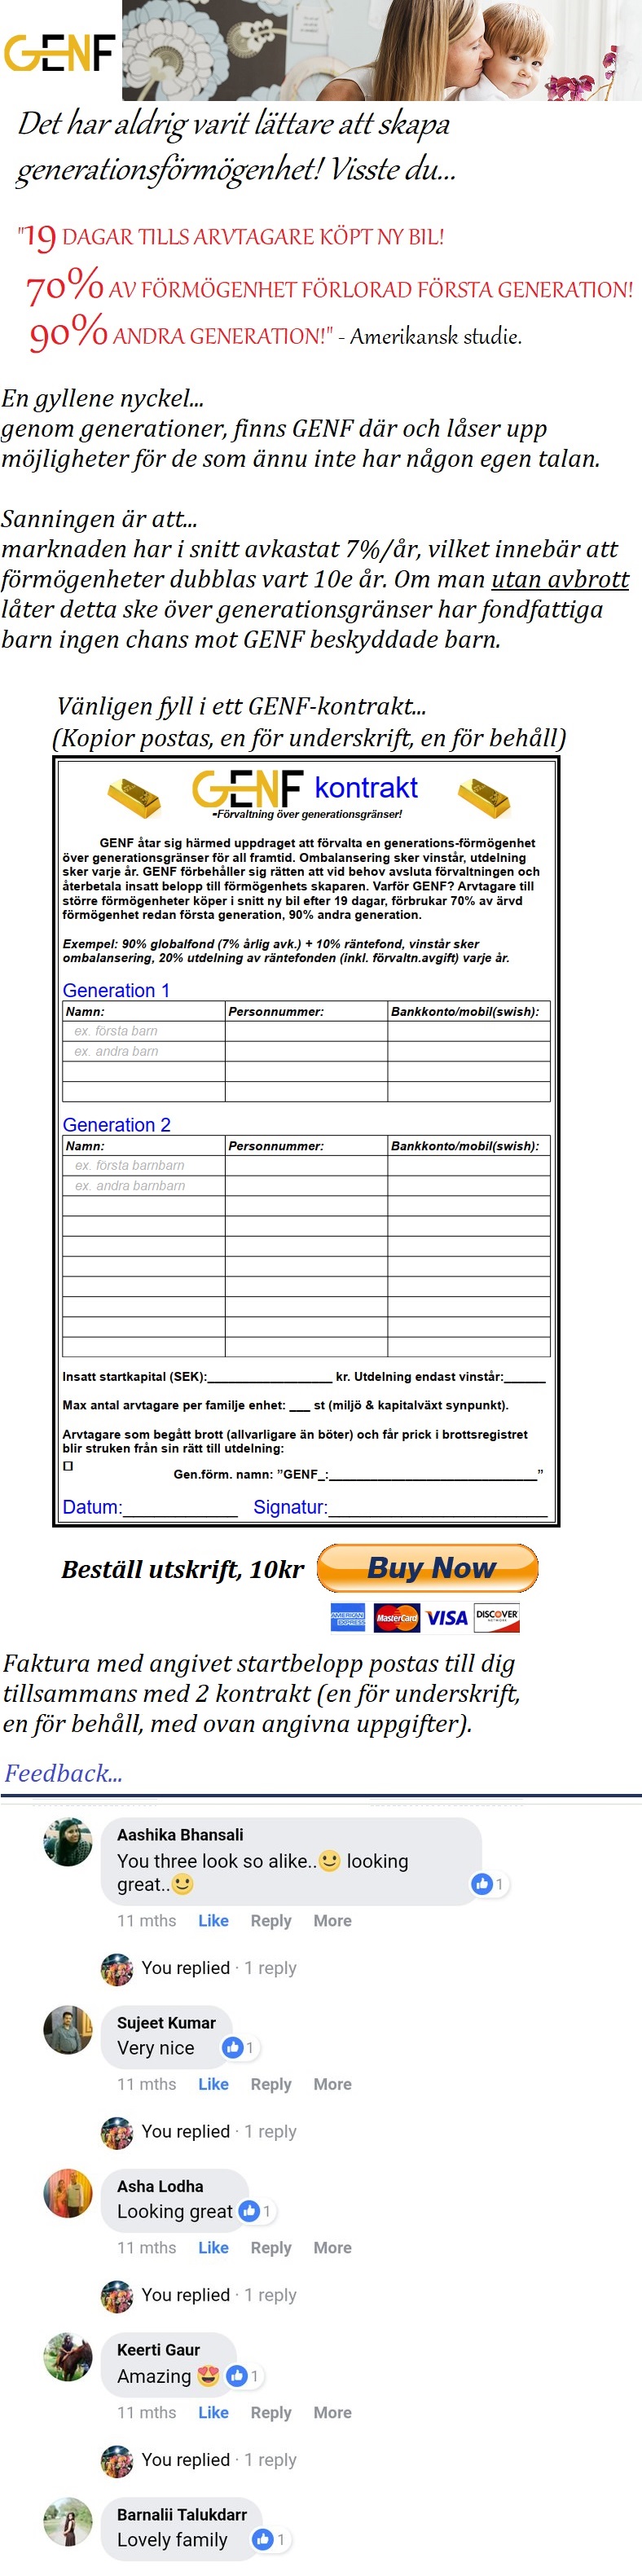 GENF
Det har aldrig varit lättare att skapa
generationsförmögenhet! Visste du...
"19 DAGAR TILLS ARVTAGARE KÖPT NY BIL!
70% AV FÖRMÖGENHET FÖRLORAD FÖRSTA GENERATION!
90% ANDRA GENERATION!" - Amerikansk studie.
En gyllene nyckel...
genom generationer, finns GENF där och låser upp
möjligheter för de som ännu inte har någon egen talan.
Sanningen är att...
marknaden har i snitt avkastat 7%/år, vilket innebär att
förmögenheter dubblas vart 10e år. Om man utan avbrott
låter detta ske över generationsgränser har fondfattiga
barn ingen chans mot GENF beskyddade barn.
Vänligen fyll i ett GENF-kontrakt...
(Kopior postas, en för underskrift, en för behåll)
GENF kontrakt
-Förvaltning över generationsgränser!
GENF åtar sig härmed uppdraget att förvalta en generations-förmögenhet
över generationsgränser för all framtid. Ombalansering sker vinstår, utdelning
sker varje år. GENF förbehåller sig rätten att vid behov avsluta förvaltningen och
återbetala insatt belopp till förmögenhets skaparen. Varför GENF? Arvtagare till
större förmögenheter köper i snitt ny bil efter 19 dagar, förbrukar 70% av ärvd
förmögenhet redan första generation, 90% andra generation.
Exempel: 90% globalfond (7% årlig avk.) + 10% räntefond, vinstår sker
ombalansering, 20% utdelning av räntefonden (inkl. förvaltn.avgift) varje år.
Generation 1
Namn: Personnummer: Bankkonto/mobil(swish):
ex. första barn
ex. andra barn
Generation 2
Namn: Personnummer: Bankkonto/mobil(swish):
ex. första barnbarn
ex. andra barnbarn
Insatt startkapital (SEK):__________________ kr. Utdelning endast vinstår:______
Max antal arvtagare per familje enhet: ___ st (miljö & kapitalväxt synpunkt).
Arvtagare som begått brott (allvarligare än böter) och får prick i brottsregistret
blir struken från sin rätt till utdelning:
Gen.förm. namn: ”GENF_:______________________________”
Datum:___________ Signatur:_____________________
Beställ utskrift, 10kr Buy Now
AMERICAN EXPRESS MasterCard VISA DISCOVER
Faktura med angivet startbelopp postas till dig
tillsammans med 2 kontrakt (en för underskrift,
en för behåll, med ovan angivna uppgifter).
Feedback...
Aashika Bhansali
You three look so alike..🙂 looking
great..🙂
1
11 mths Like Reply More
You replied · 1 reply
Sujeet Kumar
Very nice 1
11 mths Like Reply More
You replied · 1 reply
Asha Lodha
Looking great 1
11 mths Like Reply More
You replied · 1 reply
Keerti Gaur
Amazing 😍 1
11 mths Like Reply More
You replied · 1 reply
Barnalii Talukdarr
Lovely family 1